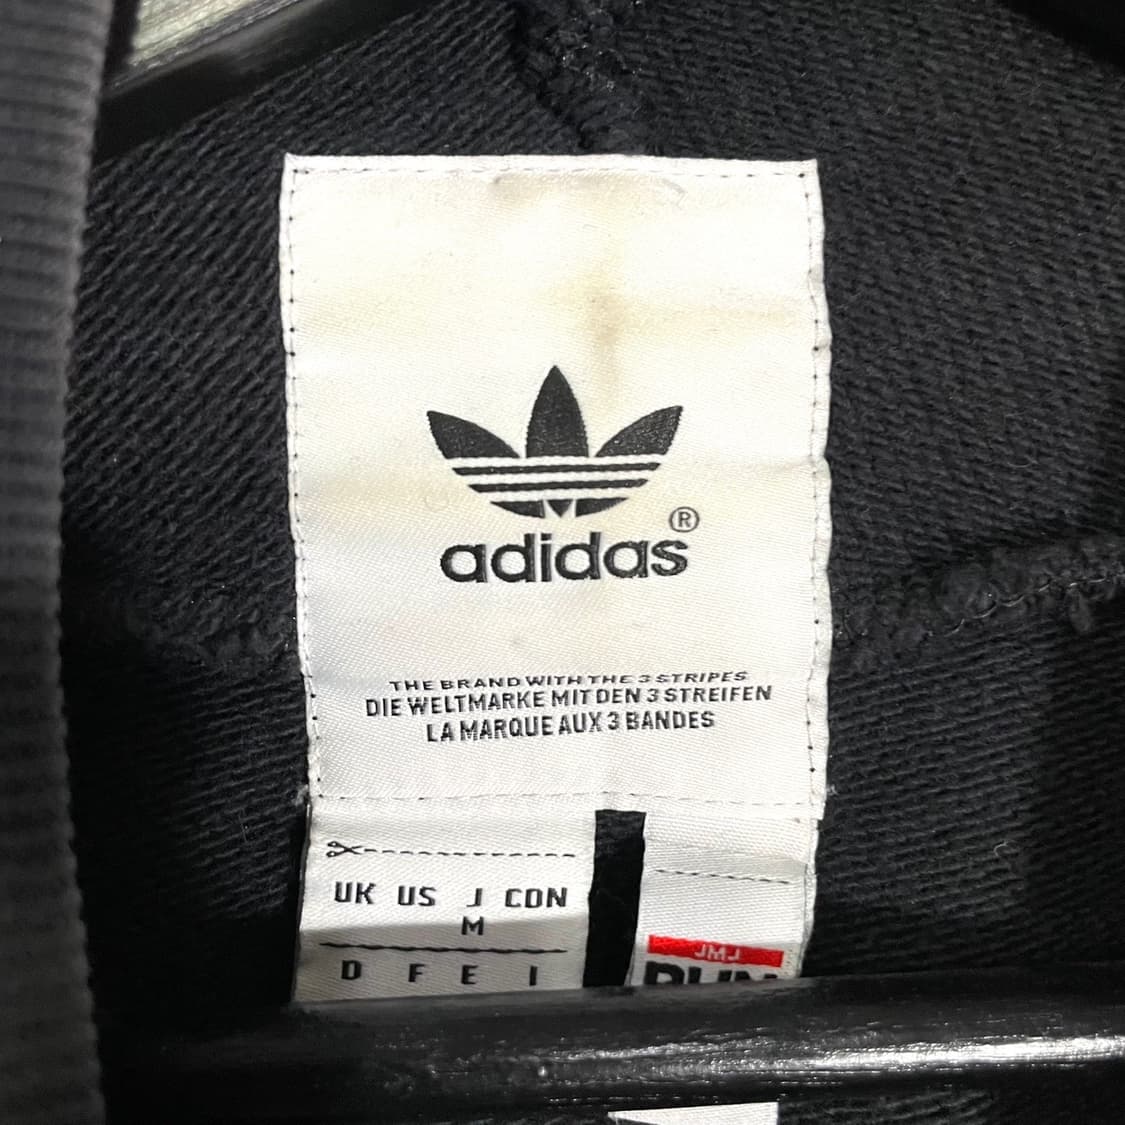 adidas®
THE BRAND WITH THE 3 STRIPES
DIE WELTMARKE MIT DEN 3 STREIFEN
LA MARQUE AUX 3 BANDES
UK US J CDN
M
D F E I
JMJ